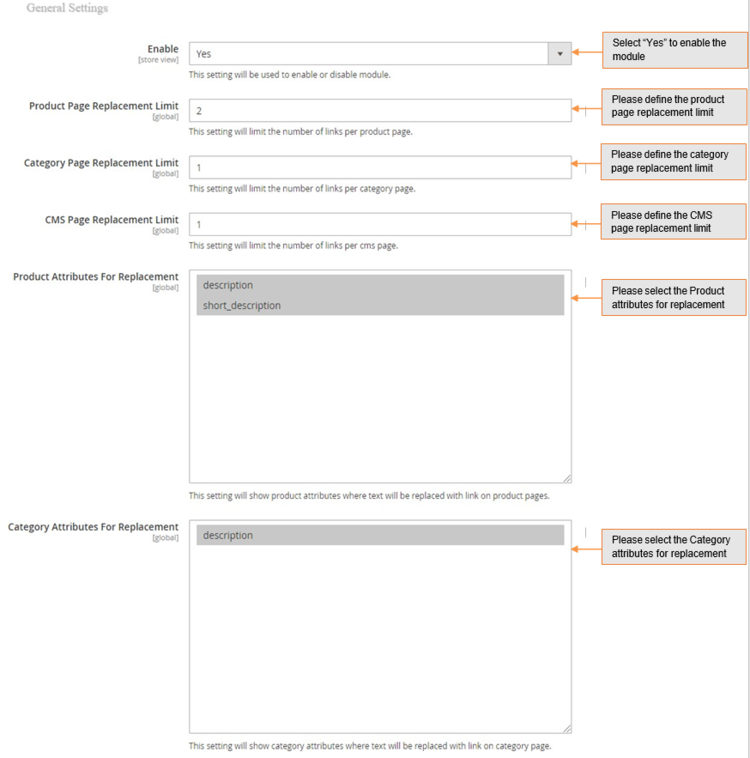 General Settings
Enable
[store view]
Yes
This setting will be used to enable or disable module.
Select “Yes” to enable the
module
Product Page Replacement Limit
[global]
2
This setting will limit the number of links per product page.
Please define the product
page replacement limit
Category Page Replacement Limit
[global]
1
This setting will limit the number of links per category page.
Please define the category
page replacement limit
CMS Page Replacement Limit
[global]
1
This setting will limit the number of links per cms page.
Please define the CMS
page replacement limit
Product Attributes For Replacement
[global]
description
short_description
This setting will show product attributes where text will be replaced with link on product pages.
Please select the Product
attributes for replacement
Category Attributes For Replacement
[global]
description
This setting will show category attributes where text will be replaced with link on category page.
Please select the Category
attributes for replacement